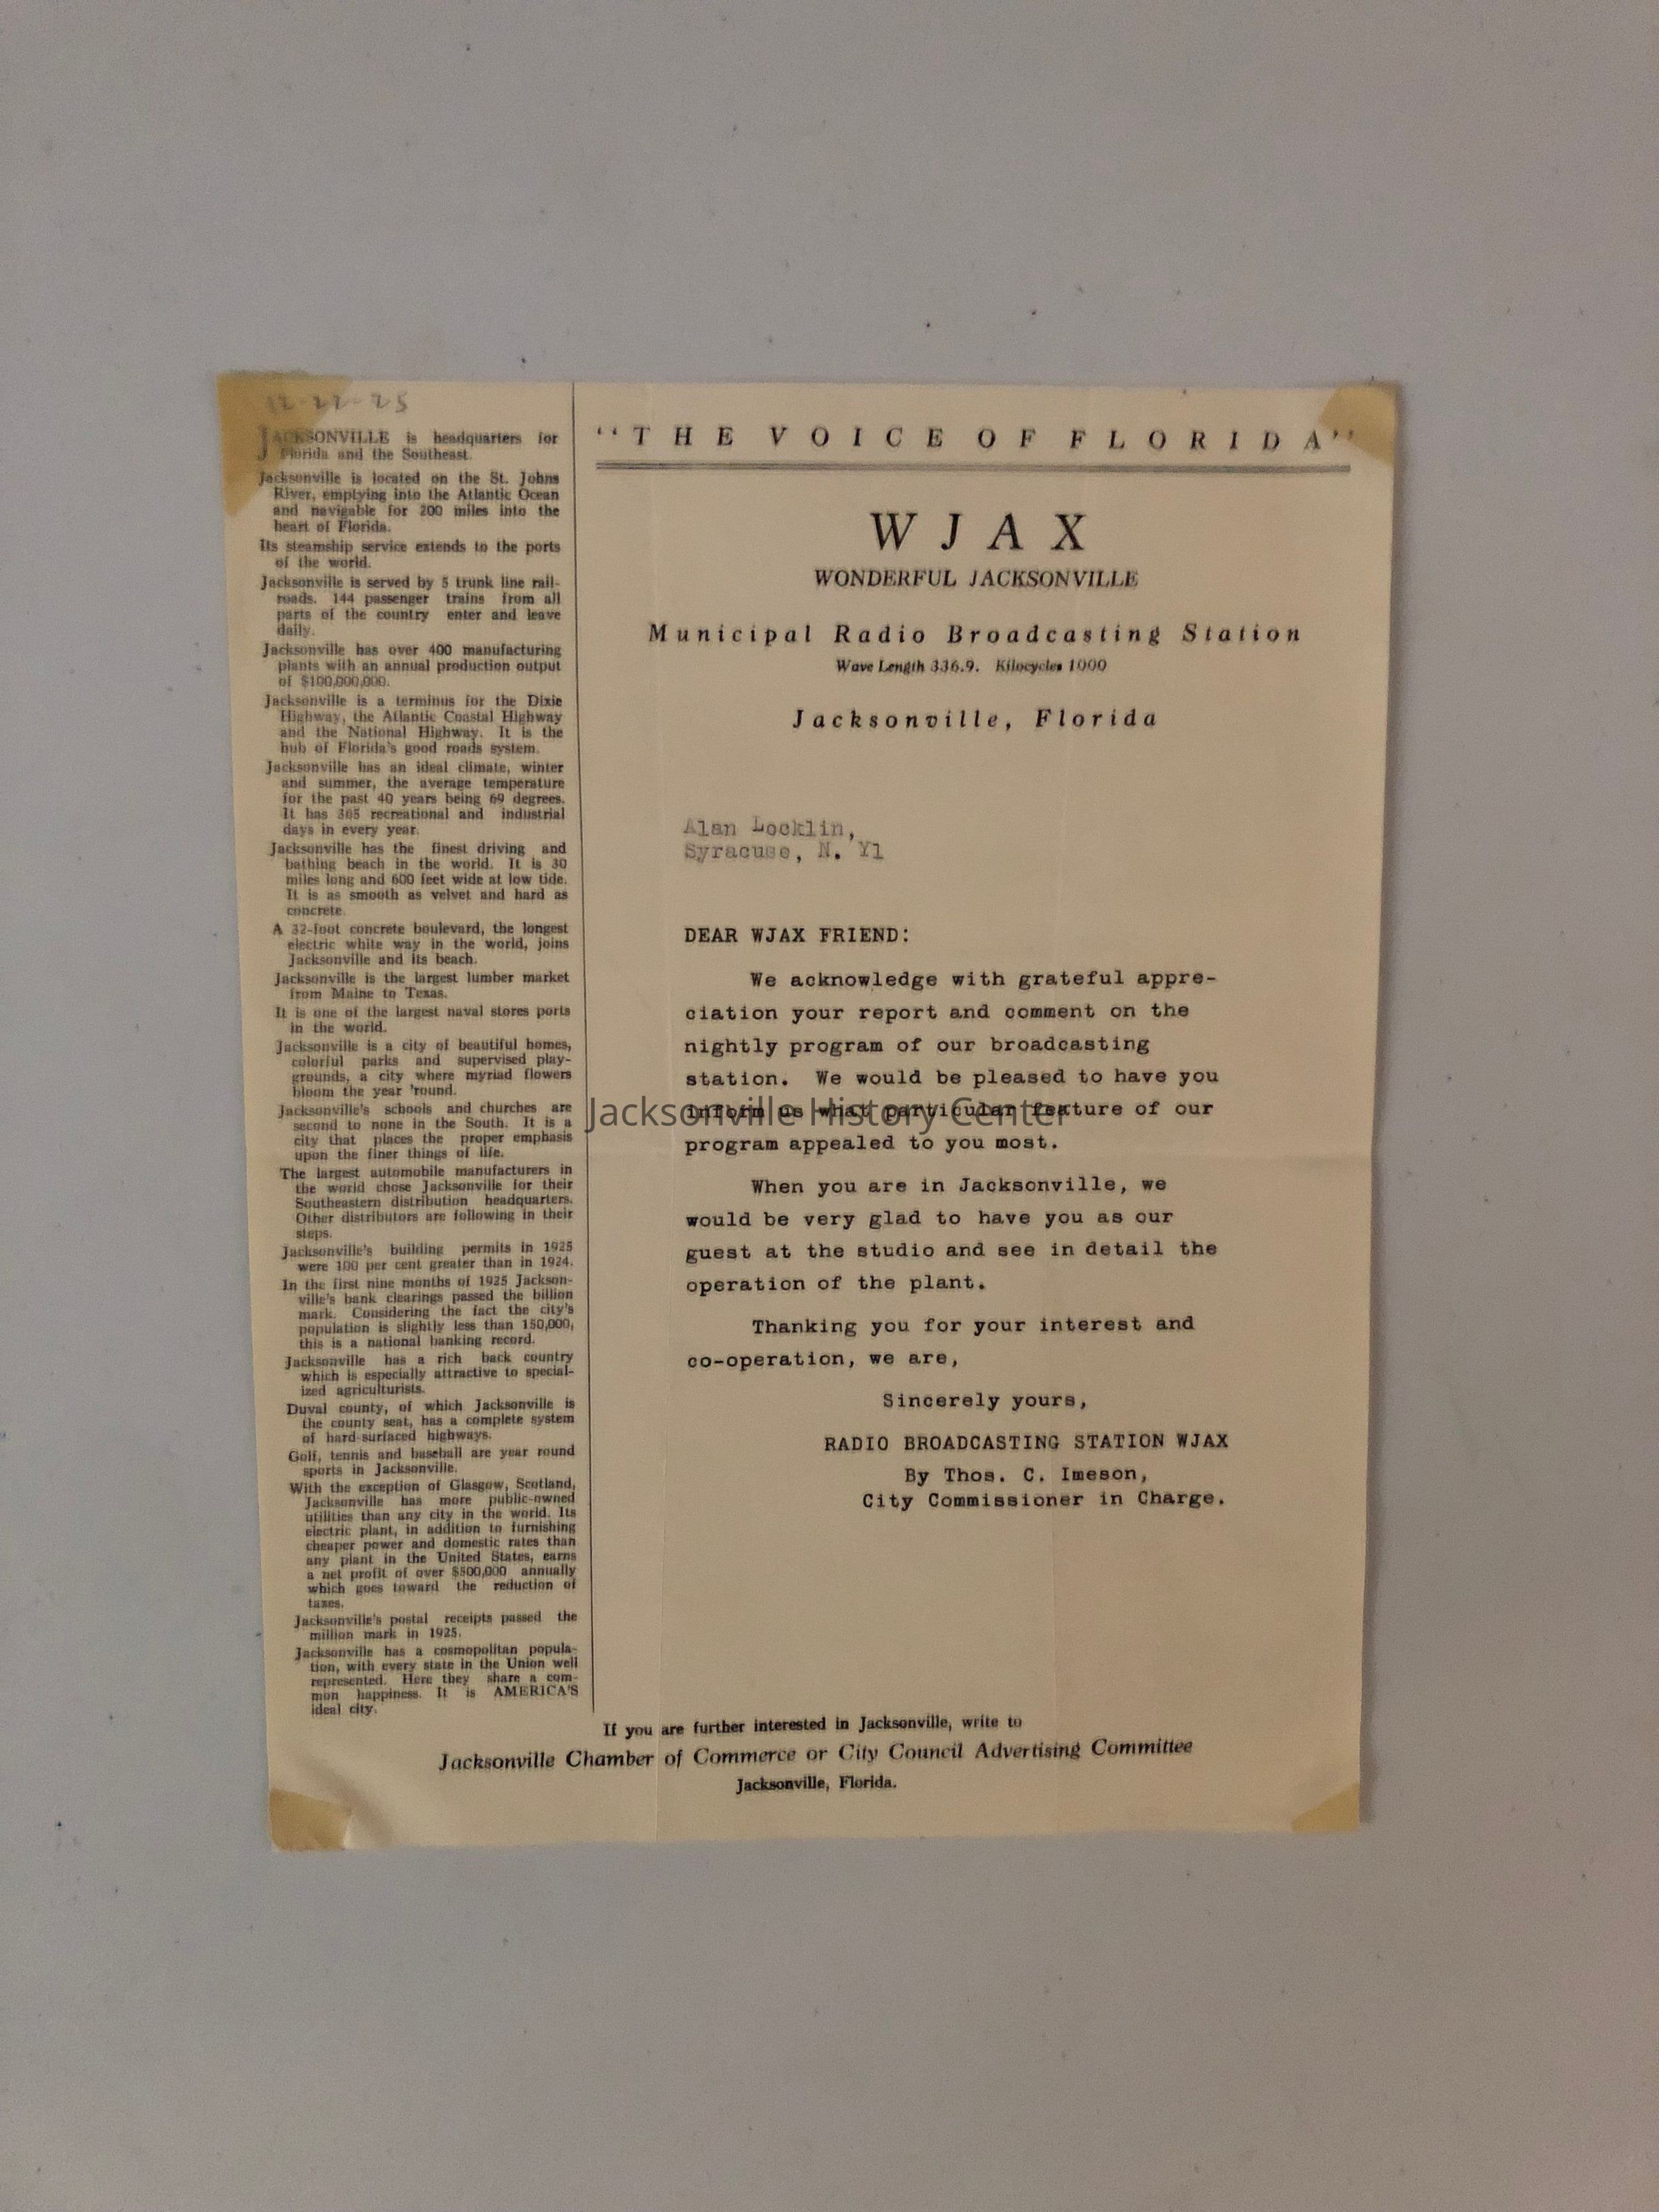 12-22-25
JACKSONVILLE is headquarters for
Florida and the Southeast.
Jacksonville is located on the St. Johns
River, emptying into the Atlantic Ocean
and navigable for 200 miles into the
heart of Florida.
Its steamship service extends to the ports
of the world.
Jacksonville is served by 5 trunk line rail-
roads. 144 passenger trains from all
parts of the country enter and leave
daily.
Jacksonville has over 400 manufacturing
plants with an annual production output
of $100,000,000.
Jacksonville is a terminus for the Dixie
Highway, the Atlantic Coastal Highway
and the National Highway. It is the
hub of Florida's good roads system.
Jacksonville has an ideal climate, winter
and summer, the average temperature
for the past 40 years being 69 degrees.
It has 365 recreational and industrial
days in every year.
Jacksonville has the finest driving and
bathing beach in the world. It is 30
miles long and 600 feet wide at low tide.
It is as smooth as velvet and hard as
concrete.
A 32-foot concrete boulevard, the longest
electric white way in the world, joins
Jacksonville and its beach.
Jacksonville is the largest lumber market
from Maine to Texas.
It is one of the largest naval stores ports
in the world.
Jacksonville is a city of beautiful homes,
colorful parks and supervised play-
grounds, a city where myriad flowers
bloom the year 'round.
Jacksonville's schools and churches are
second to none in the South. It is a
city that places the proper emphasis
upon the finer things of life.
The largest automobile manufacturers in
the world chose Jacksonville for their
Southeastern distribution headquarters.
Other distributors are following in their
steps.
Jacksonville's building permits in 1925
were 100 per cent greater than in 1924.
In the first nine months of 1925 Jackson-
ville's bank clearings passed the billion
mark. Considering the fact the city's
population is slightly less than 150,000,
this is a national banking record.
Jacksonville has a rich back country
which is especially attractive to special-
ized agriculturists.
Duval county, of which Jacksonville is
the county seat, has a complete system
of hard-surfaced highways.
Golf, tennis and baseball are year round
sports in Jacksonville.
With the exception of Glasgow, Scotland,
Jacksonville has more public-owned
utilities than any city in the world. Its
electric plant, in addition to furnishing
cheaper power and domestic rates than
any plant in the United States, earns
a net profit of over $500,000 annually
which goes toward the reduction of
taxes.
Jacksonville's postal receipts passed the
million mark in 1925.
Jacksonville has a cosmopolitan popula-
tion, with every state in the Union well
represented. Here they share a com-
mon happiness. It is AMERICA'S
ideal city.
"THE VOICE OF FLORIDA"
WJAX
WONDERFUL JACKSONVILLE
Municipal Radio Broadcasting Station
Wave Length 336.9. Kilocycles 1000
Jacksonville, Florida
Alan Locklin,
Syracuse, N. Y1
DEAR WJAX FRIEND:
We acknowledge with grateful appre-
ciation your report and comment on the
nightly program of our broadcasting
station. We would be pleased to have you
inform us what particular feature of our
program appealed to you most.
When you are in Jacksonville, we
would be very glad to have you as our
guest at the studio and see in detail the
operation of the plant.
Thanking you for your interest and
co-operation, we are,
Sincerely yours,
RADIO BROADCASTING STATION WJAX
By Thos. C. Imeson,
City Commissioner in Charge.
If you are further interested in Jacksonville, write to
Jacksonville Chamber of Commerce or City Council Advertising Committee
Jacksonville, Florida.
Jacksonville History Center